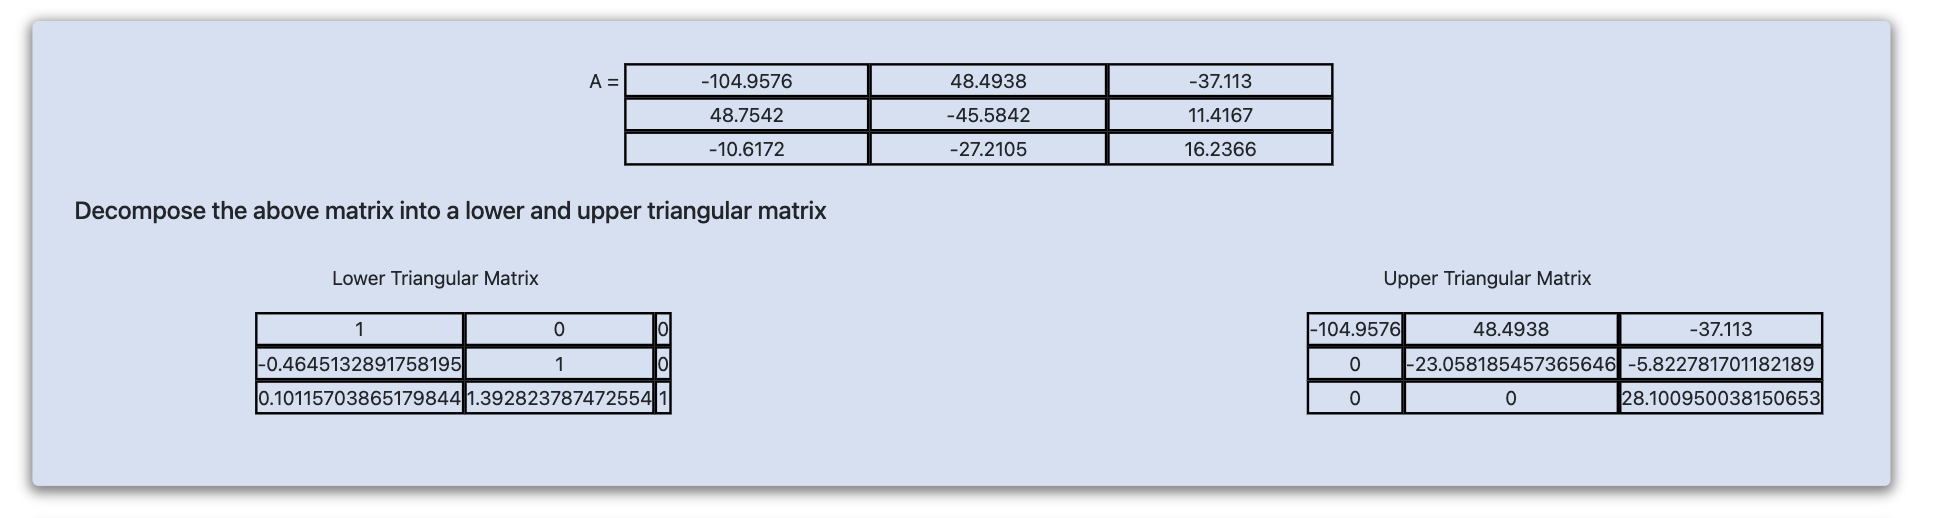 A = -104.9576 48.4938 -37.113
48.7542 -45.5842 11.4167
-10.6172 -27.2105 16.2366
Decompose the above matrix into a lower and upper triangular matrix
Lower Triangular Matrix
1 0 0
-0.4645132891758195 1 0
0.10115703865179844 1.392823787472554 1
Upper Triangular Matrix
-104.9576 48.4938 -37.113
0 -23.058185457365646 -5.822781701182189
0 0 28.100950038150653